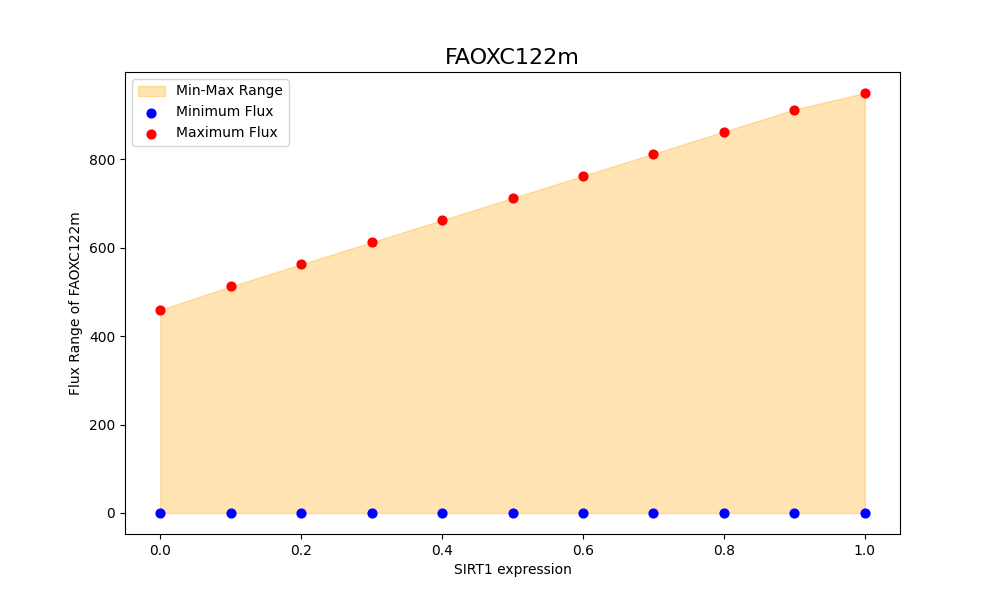 FAOXC122m
Min-Max Range
Minimum Flux
Maximum Flux
Flux Range of FAOXC122m
800
600
400
200
0
0.0 0.2 0.4 0.6 0.8 1.0
SIRT1 expression